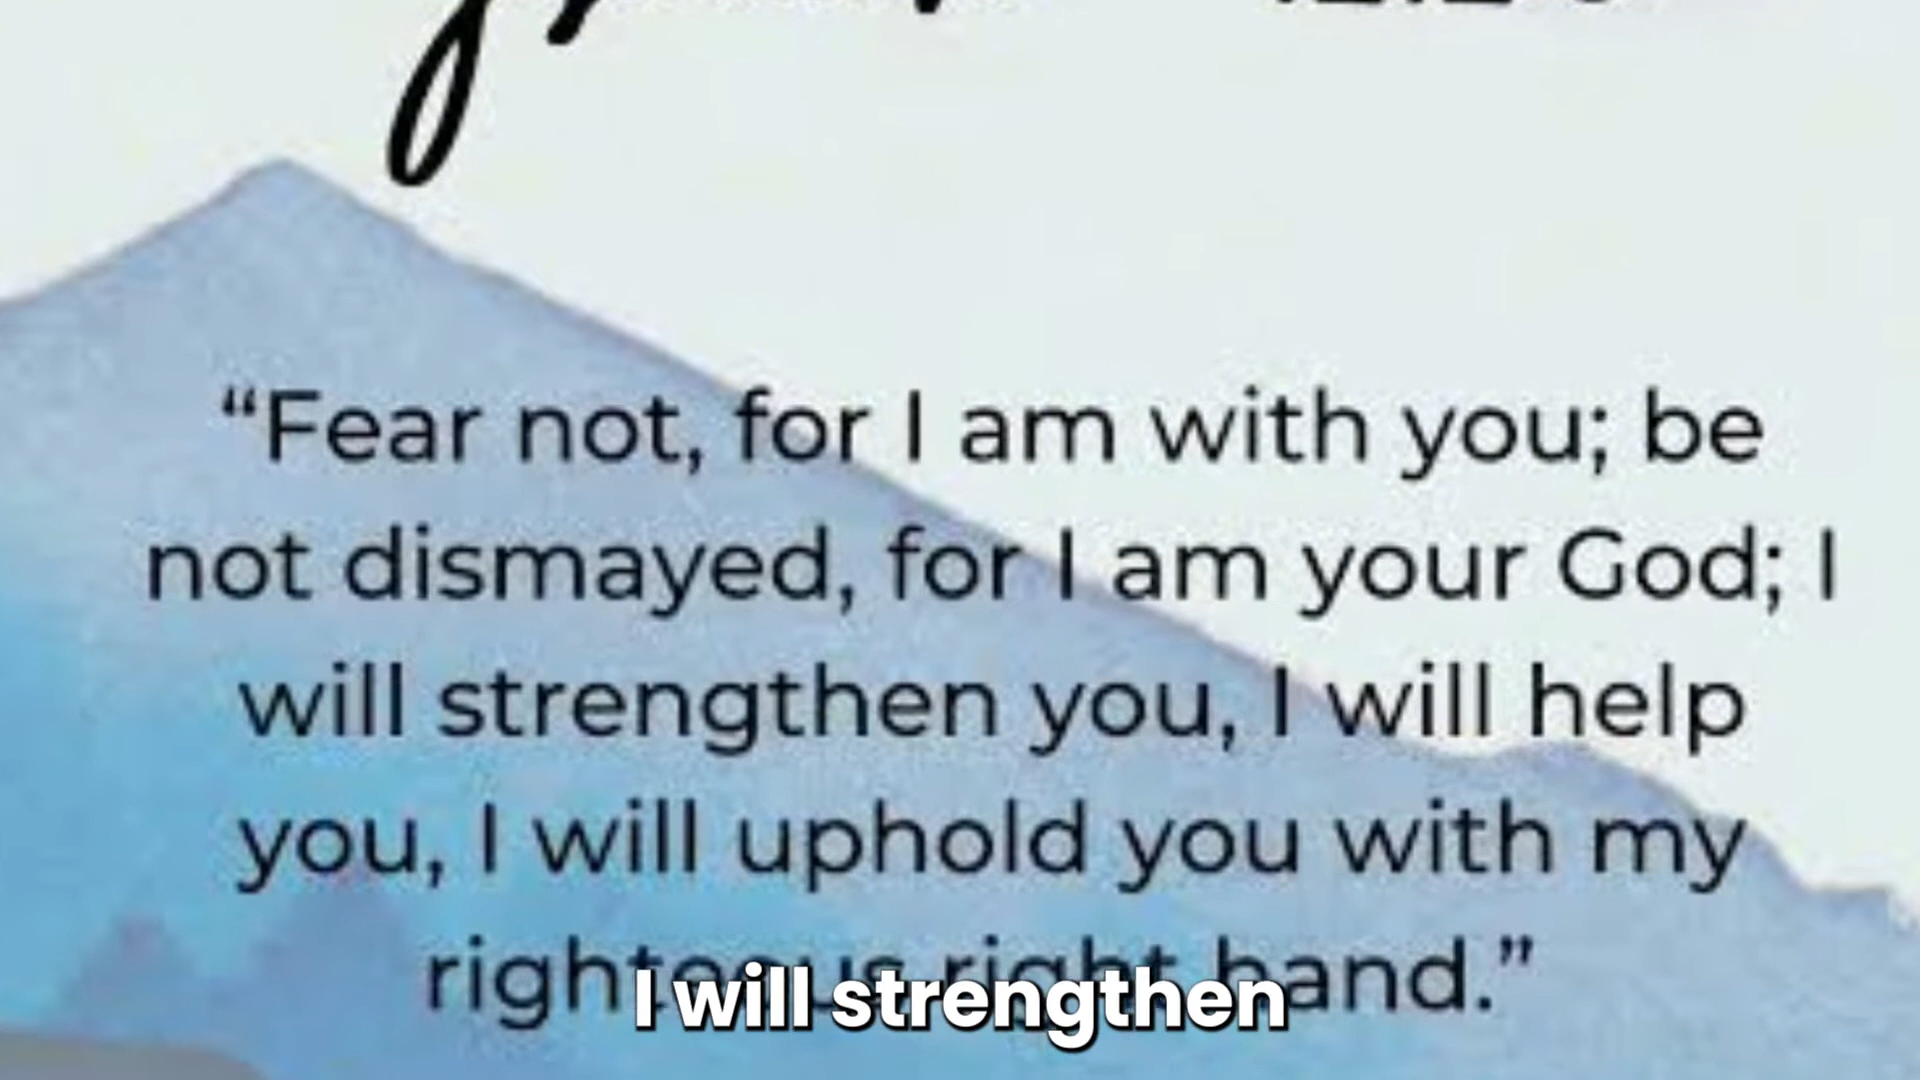 “Fear not, for I am with you; be
not dismayed, for I am your God; I
will strengthen you, I will help
you, I will uphold you with my
righteous right hand.”
I will strengthen